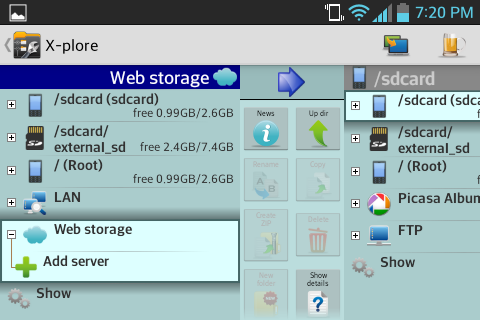 7:20 PM
X-plore
Web storage
/sdcard (sdcard)
free 0.99GB/2.6GB
/sdcard/
external_sd
free 2.4GB/7.4GB
/ (Root)
free 0.99GB/2.6GB
LAN
Web storage
Add server
Show
News
Up dir
Rename
Copy
Create
ZIP
Delete
New
folder
Show
details
/sdcard
/sdcard (sdca
/sdcard/
external_sd
/ (Root)
Picasa Album
FTP
Show